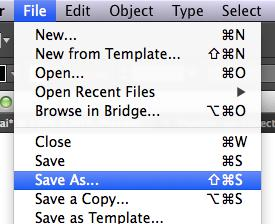 File Edit Object Type Select
New... ⌘N
New from Template... ⇧⌘N
Open... ⌘O
Open Recent Files ▶
Browse in Bridge... ⌥⌘O
ai*
Close ⌘W
Save ⌘S
Save As... ⇧⌘S
Save a Copy... ⌥⌘S
Save as Template...